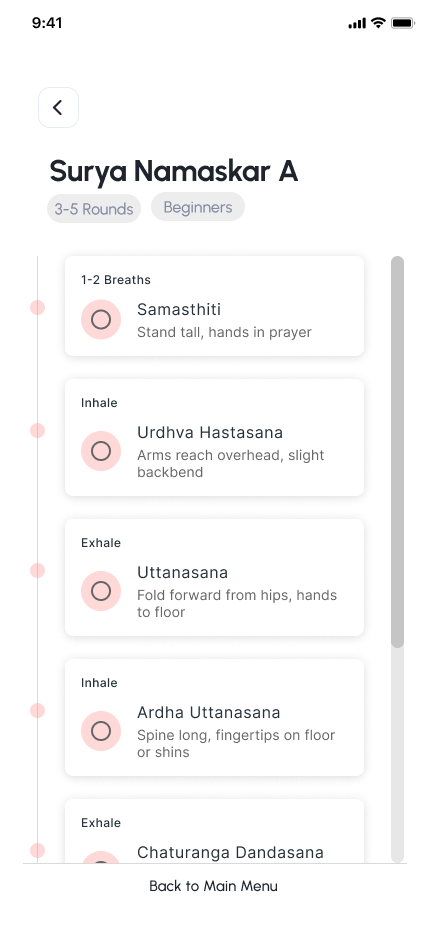 9:41
Surya Namaskar A
3-5 Rounds
Beginners
1-2 Breaths
Samasthiti
Stand tall, hands in prayer
Inhale
Urdhva Hastasana
Arms reach overhead, slight
backbend
Exhale
Uttanasana
Fold forward from hips, hands
to floor
Inhale
Ardha Uttanasana
Spine long, fingertips on floor
or shins
Exhale
Chaturanga Dandasana
Back to Main Menu